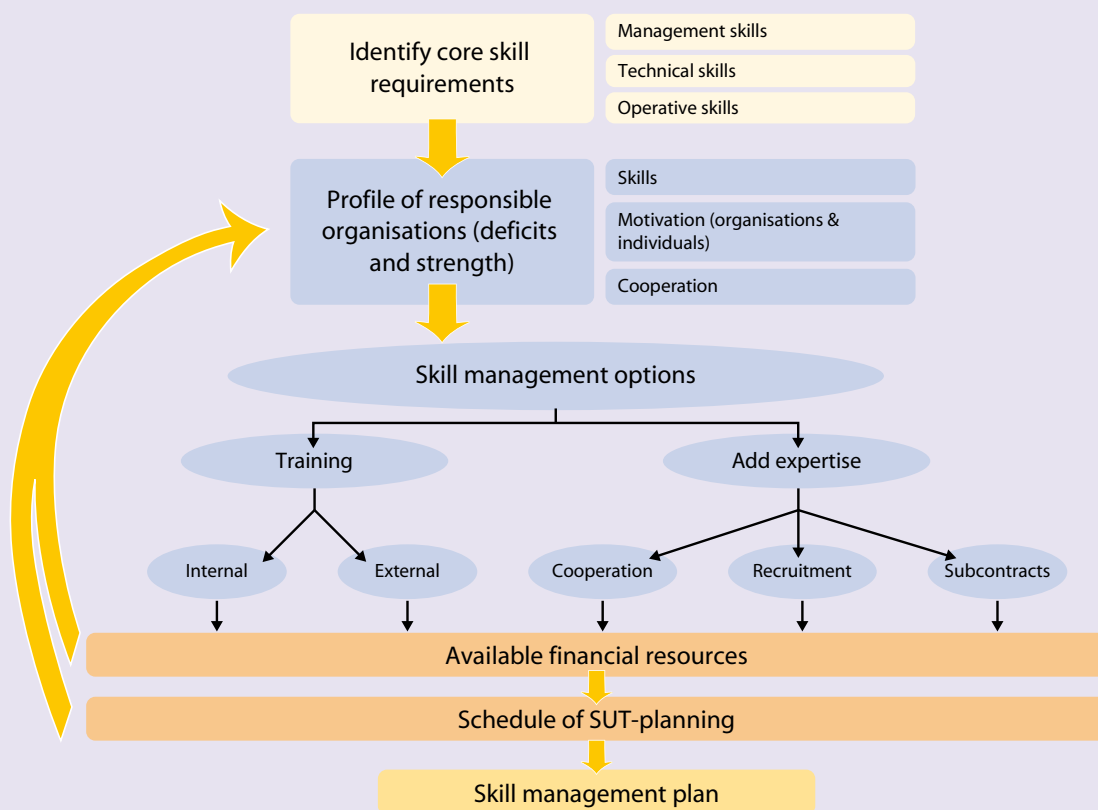 Identify core skill
requirements
Management skills
Technical skills
Operative skills
Profile of responsible
organisations (deficits
and strength)
Skills
Motivation (organisations &
individuals)
Cooperation
Skill management options
Training
Add expertise
Internal
External
Cooperation
Recruitment
Subcontracts
Available financial resources
Schedule of SUT-planning
Skill management plan